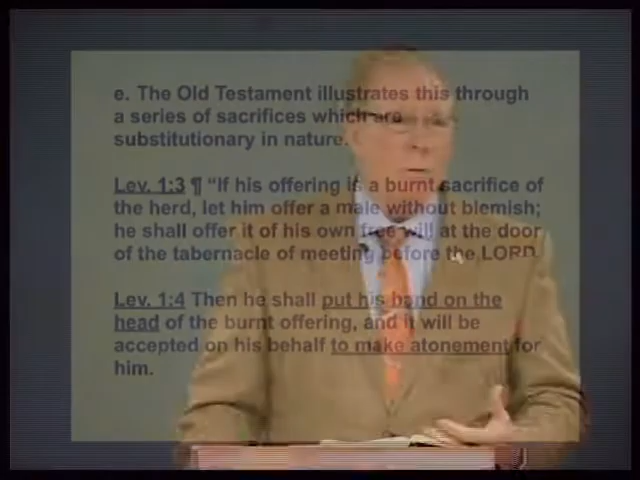 e. The Old Testament illustrates this through
a series of sacrifices which are
substitutionary in nature.
Lev. 1:3 ¶ “If his offering is a burnt sacrifice of
the herd, let him offer a male without blemish;
he shall offer it of his own free will at the door
of the tabernacle of meeting before the LORD.
Lev. 1:4 Then he shall put his hand on the
head of the burnt offering, and it will be
accepted on his behalf to make atonement for
him.